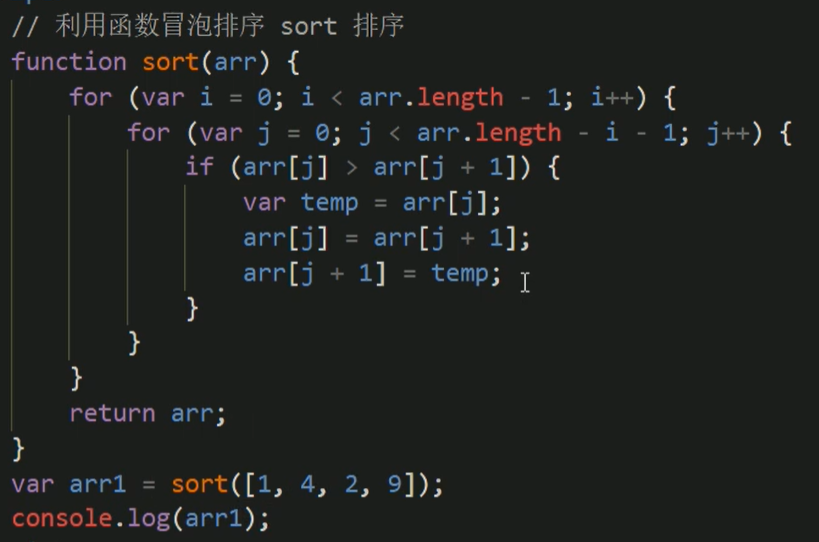 // 利用函数冒泡排序 sort 排序
function sort(arr) {
    for (var i = 0; i < arr.length - 1; i++) {
        for (var j = 0; j < arr.length - i - 1; j++) {
            if (arr[j] > arr[j + 1]) {
                var temp = arr[j];
                arr[j] = arr[j + 1];
                arr[j + 1] = temp;
            }
        }
    }
    return arr;
}
var arr1 = sort([1, 4, 2, 9]);
console.log(arr1);